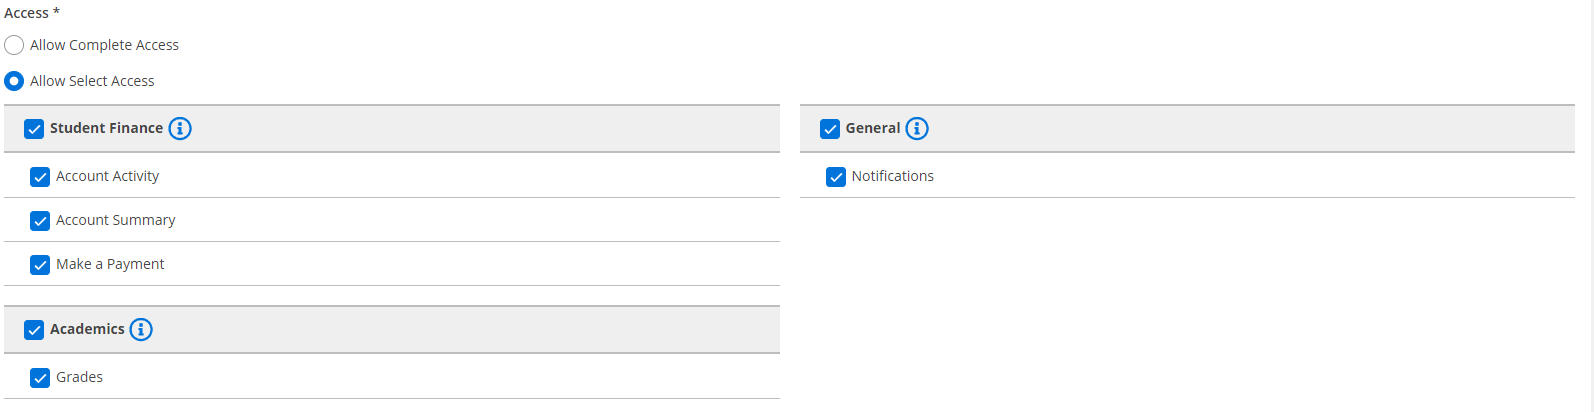 Access *
Allow Complete Access
Allow Select Access
Student Finance
Account Activity
Account Summary
Make a Payment
Academics
Grades
General
Notifications